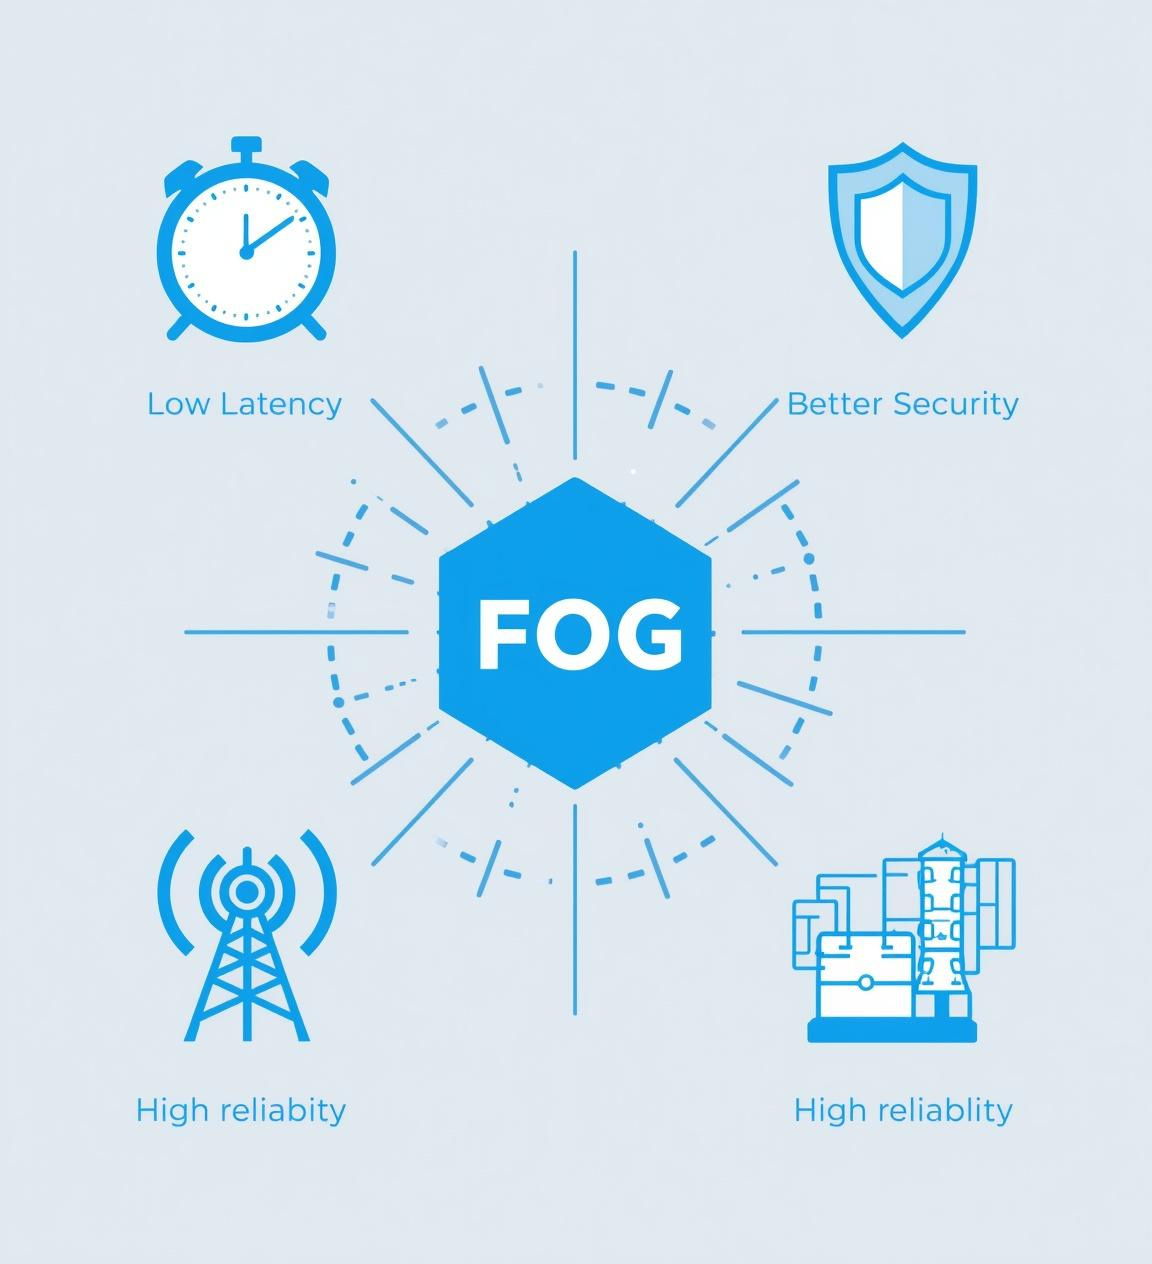 Low Latency
Better Security
FOG
High reliabity
High reliablity